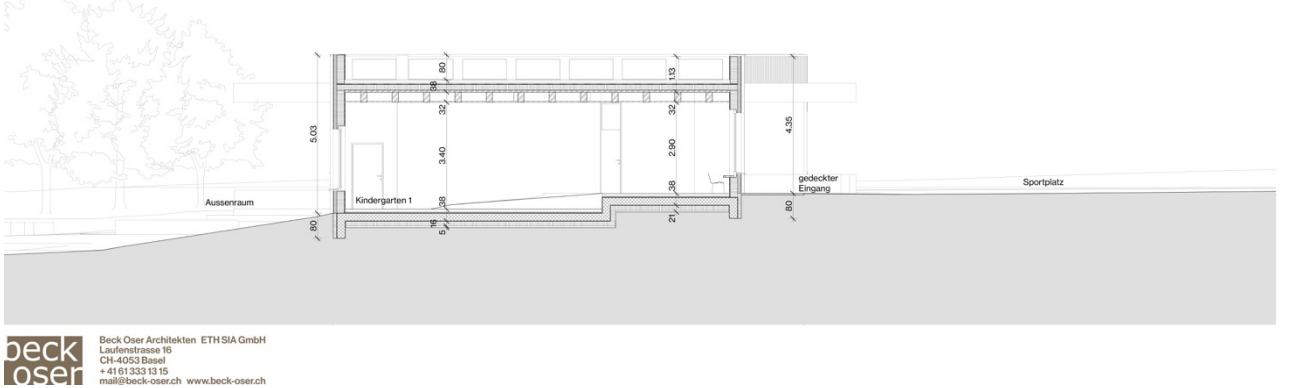 80
1.13
38
32
32
5.03
4.35
3.40
2.90
38
gedeckter
Eingang
Sportplatz
Kindergarten 1
Aussenraum
38
80
80
16
21
5
beck
oser
Beck Oser Architekten ETH SIA GmbH
Laufenstrasse 16
CH-4053 Basel
+ 41 61 333 13 15
mail@beck-oser.ch www.beck-oser.ch